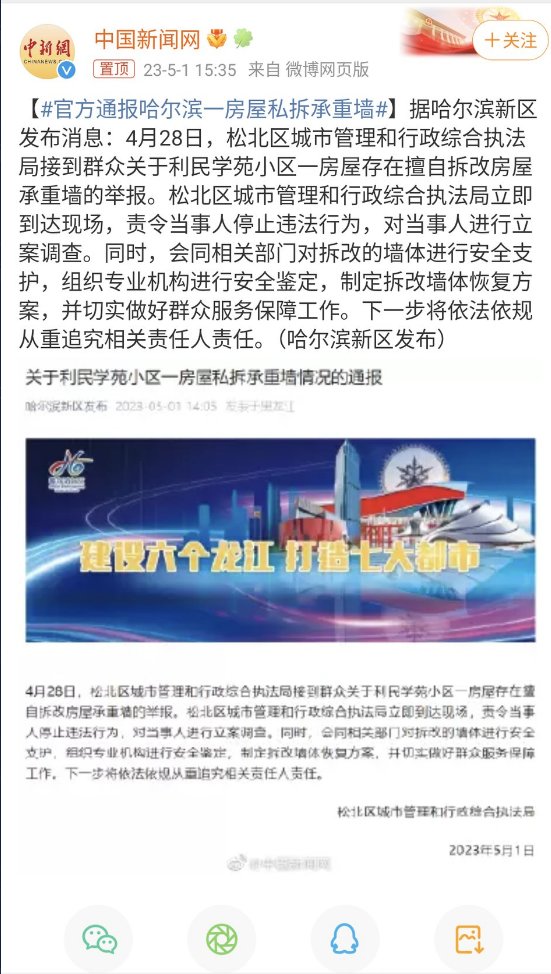 中新網
CHINANEWS
中国新闻网
+关注
置顶 23-5-1 15:35 来自 微博网页版
【#官方通报哈尔滨一房屋私拆承重墙#】据哈尔滨新区
发布消息：4月28日，松北区城市管理和行政综合执法
局接到群众关于利民学苑小区一房屋存在擅自拆改房屋
承重墙的举报。松北区城市管理和行政综合执法局立即
到达现场，责令当事人停止违法行为，对当事人进行立
案调查。同时，会同相关部门对拆改的墙体进行安全支
护，组织专业机构进行安全鉴定，制定拆改墙体恢复方
案，并切实做好群众服务保障工作。下一步将依法依规
从重追究相关责任人责任。（哈尔滨新区发布）
关于利民学苑小区一房屋私拆承重墙情况的通报
哈尔滨新区发布 2023-05-01 14:05 发表于黑龙江
建设六个龙江 打造七大都市
4月28日，松北区城市管理和行政综合执法局接到群众关于利民学苑小区一房屋存在擅
自拆改房屋承重墙的举报。松北区城市管理和行政综合执法局立即到达现场，责令当事
人停止违法行为，对当事人进行立案调查。同时，会同相关部门对拆改的墙体进行安全
支护，组织专业机构进行安全鉴定，制定拆改墙体恢复方案，并切实做好群众服务保障
工作。下一步将依法依规从重追究相关责任人责任。
松北区城市管理和行政综合执法局
2023年5月1日
@中国新闻网